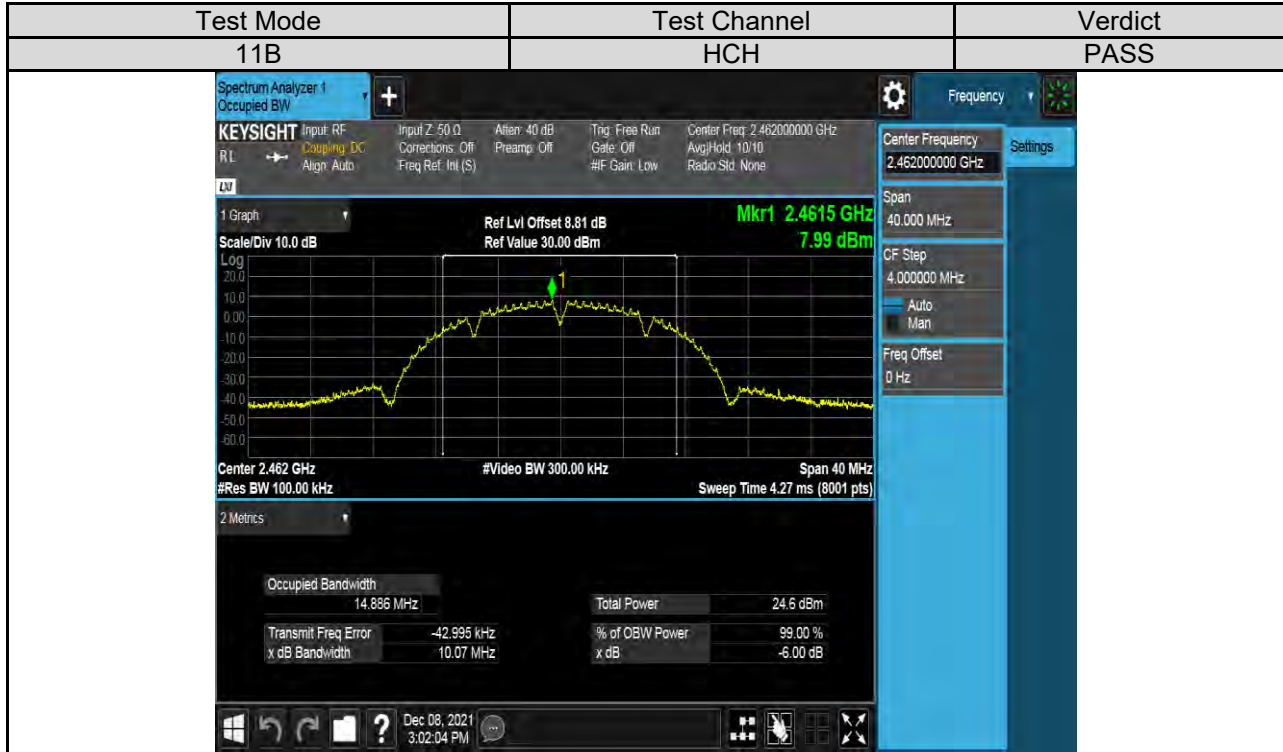 Test Mode Test Channel Verdict
11B HCH PASS
Spectrum Analyzer 1
Occupied BW
+
Frequency
KEYSIGHT Input: RF Input Z: 50 Ω Atten: 40 dB Trig: Free Run Center Freq: 2.462000000 GHz
Coupling: DC Corrections: Off Preamp: Off Gate: Off Avg|Hold: 10/10
RL Align: Auto Freq Ref: Int (S) #IF Gain: Low Radio Std: None
LXI
Center Frequency
2.462000000 GHz
Settings
Span
40.000 MHz
CF Step
4.000000 MHz
Auto
Man
Freq Offset
0 Hz
1 Graph
Ref Lvl Offset 8.81 dB
Mkr1 2.4615 GHz
Scale/Div 10.0 dB Ref Value 30.00 dBm 7.99 dBm
Log
1
20.0
10.0
0.00
-10.0
-20.0
-30.0
-40.0
-50.0
-60.0
Center 2.462 GHz #Video BW 300.00 kHz Span 40 MHz
#Res BW 100.00 kHz Sweep Time 4.27 ms (8001 pts)
2 Metrics
Occupied Bandwidth
14.886 MHz Total Power 24.6 dBm
Transmit Freq Error -42.995 kHz % of OBW Power 99.00 %
x dB Bandwidth 10.07 MHz x dB -6.00 dB
? Dec 08, 2021
3:02:04 PM